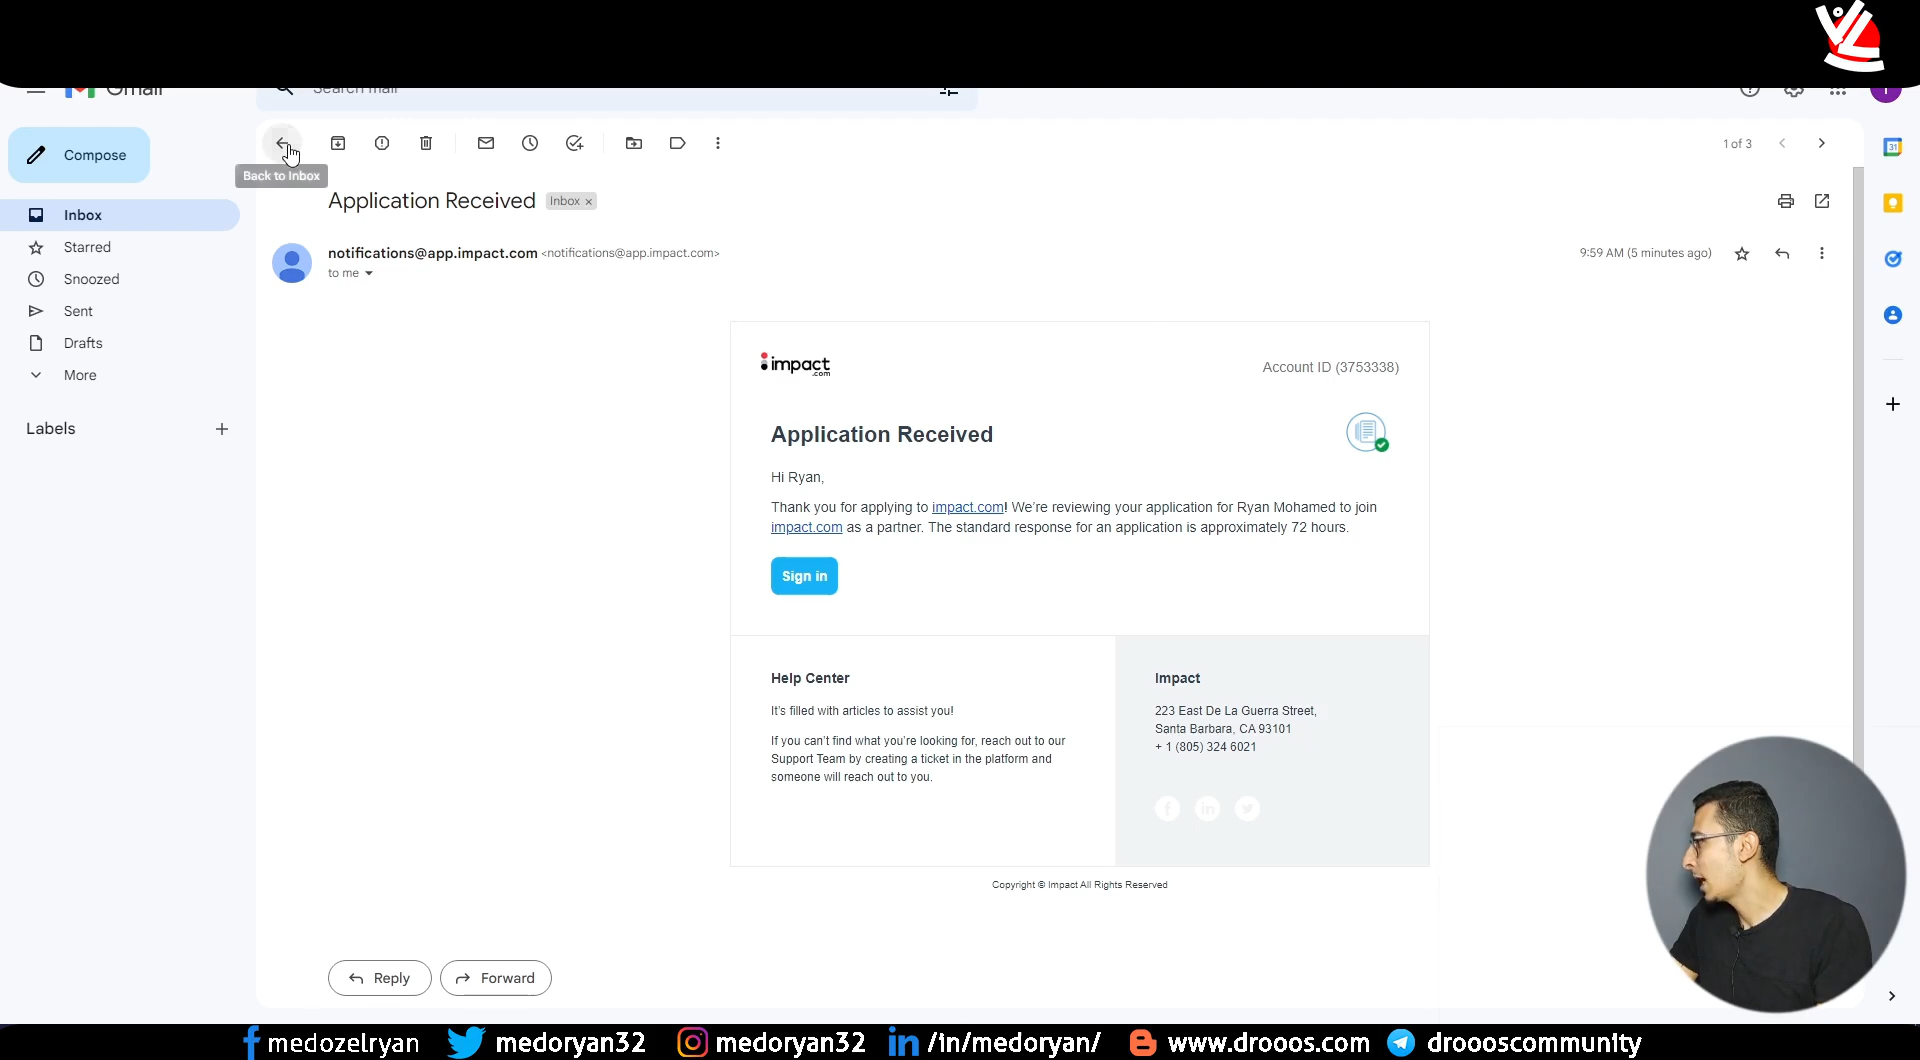 Gmail
Search mail
Compose
Back to Inbox
1 of 3
31
Inbox
Starred
Snoozed
Sent
Drafts
More
Labels
Application Received
Inbox ×
notifications@app.impact.com <notifications@app.impact.com>
9:59 AM (5 minutes ago)
to me
impact
.com
Account ID (3753338)
Application Received
Hi Ryan,
Thank you for applying to impact.com! We're reviewing your application for Ryan Mohamed to join
impact.com as a partner. The standard response for an application is approximately 72 hours.
Sign in
Help Center
It's filled with articles to assist you!
If you can't find what you're looking for, reach out to our
Support Team by creating a ticket in the platform and
someone will reach out to you.
Impact
223 East De La Guerra Street,
Santa Barbara, CA 93101
+ 1 (805) 324 6021
Copyright © Impact All Rights Reserved
Reply
Forward
medozelryan medoryan32 medoryan32 /in/medoryan/ www.drooos.com droooscommunity